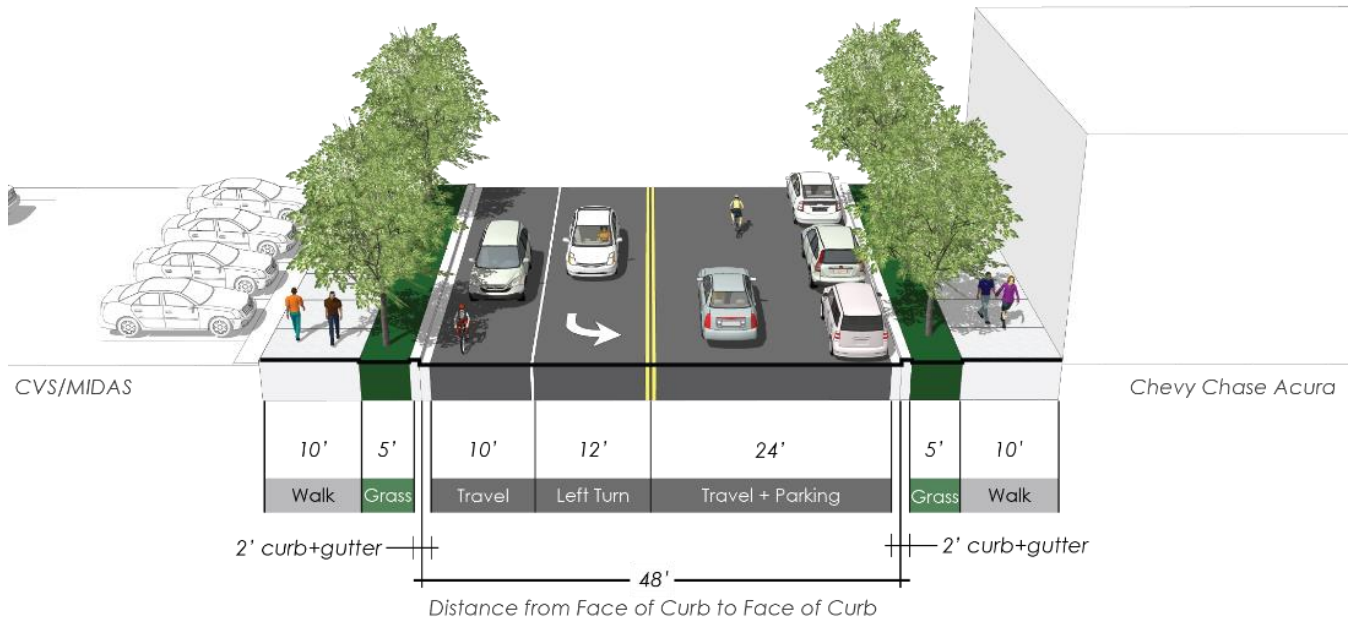 CVS/MIDAS
Chevy Chase Acura
10’ 5’ 10’ 12’ 24’ 5’ 10'
Walk Grass Travel Left Turn Travel + Parking Grass Walk
2’ curb+gutter 2’ curb+gutter
48’
Distance from Face of Curb to Face of Curb